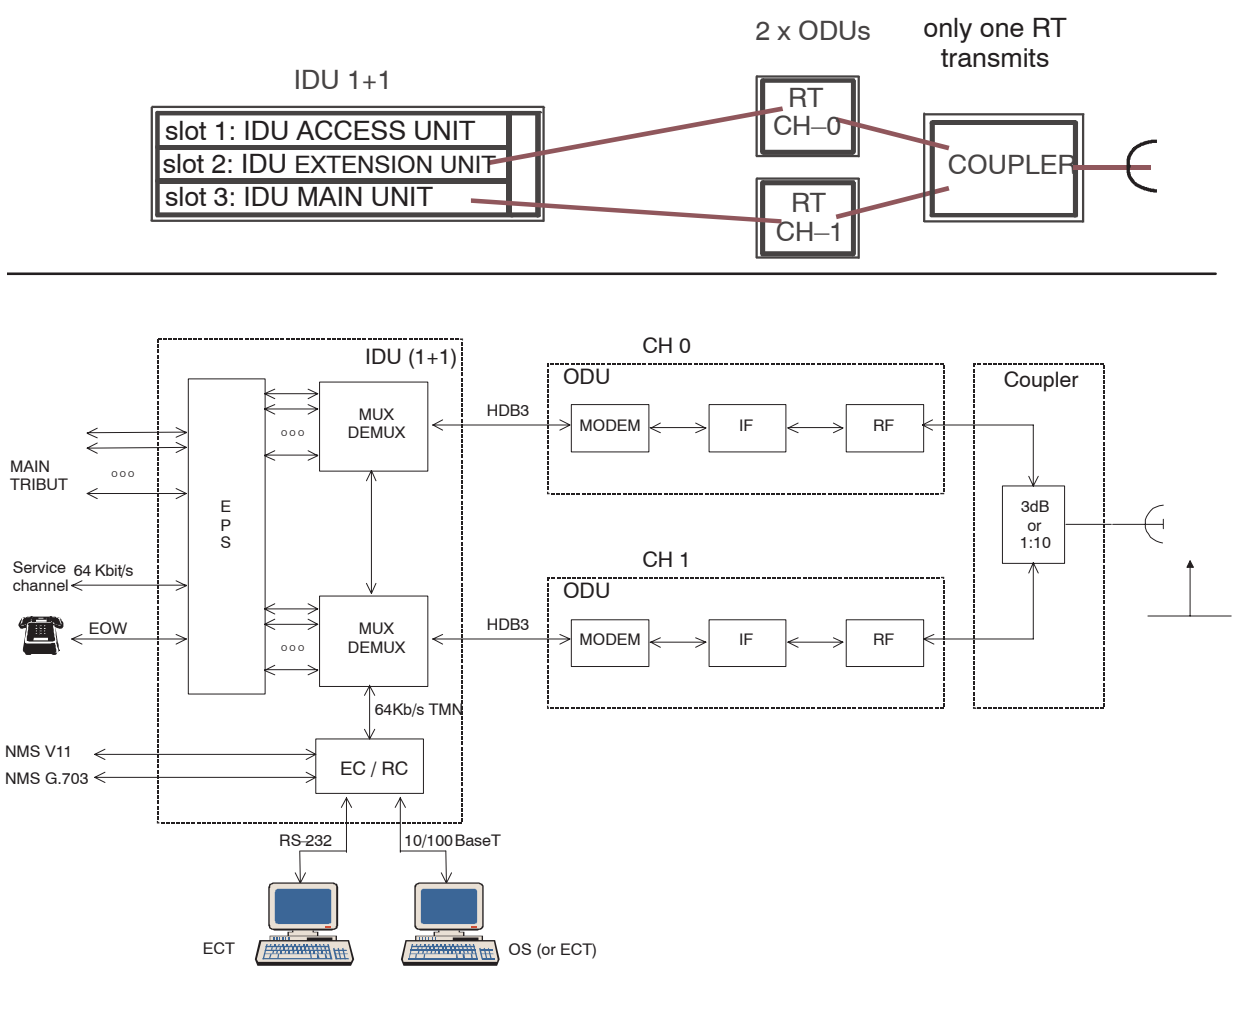 2 x ODUs
only one RT
transmits
IDU 1+1
slot 1: IDU ACCESS UNIT
slot 2: IDU EXTENSION UNIT
slot 3: IDU MAIN UNIT
RT
CH–0
RT
CH–1
COUPLER
IDU (1+1)
CH 0
ODU
Coupler
MUX
DEMUX
HDB3
MODEM
IF
RF
MAIN
TRIBUT
E
P
S
3dB
or
1:10
CH 1
ODU
Service
channel
64 Kbit/s
EOW
MUX
DEMUX
HDB3
MODEM
IF
RF
64Kb/s TMN
NMS V11
NMS G.703
EC / RC
RS–232
10/100 BaseT
ECT
OS (or ECT)